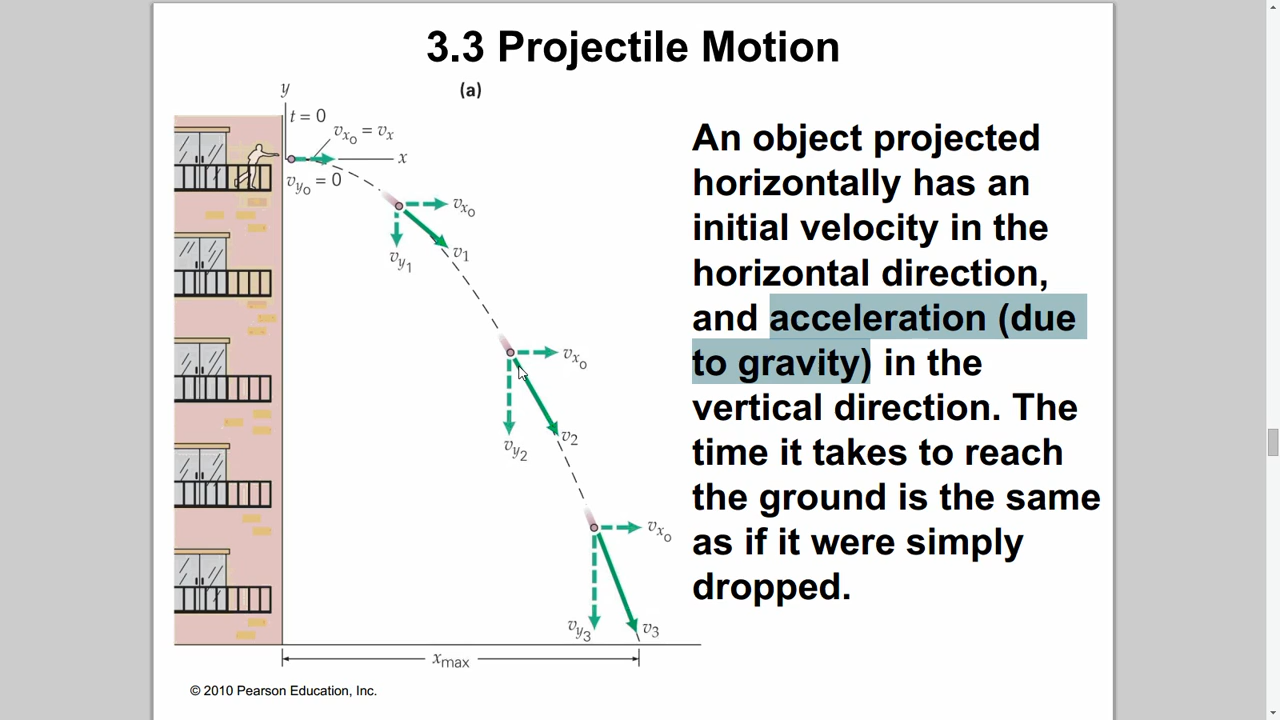 3.3 Projectile Motion
(a)
y
t = 0
vx₀ = vx
x
vy₀ = 0
vx₀
v1
vy1
vx₀
v2
vy2
vx₀
vy3
v3
xmax
An object projected
horizontally has an
initial velocity in the
horizontal direction,
and acceleration (due
to gravity) in the
vertical direction. The
time it takes to reach
the ground is the same
as if it were simply
dropped.
© 2010 Pearson Education, Inc.